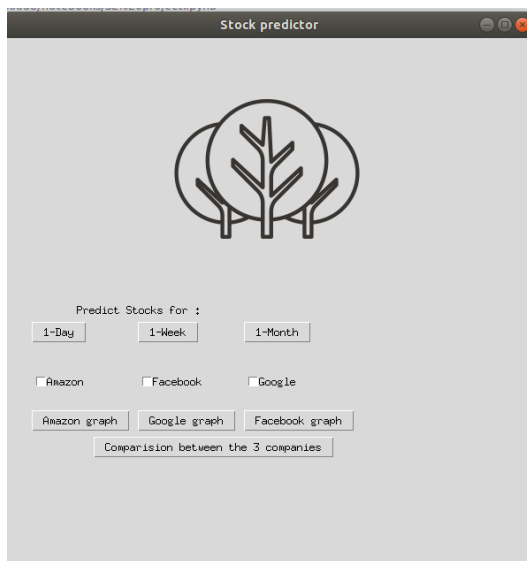 Stock predictor
Predict Stocks for :
1-Day 1-Week 1-Month
Amazon Facebook Google
Amazon graph Google graph Facebook graph
Comparision between the 3 companies